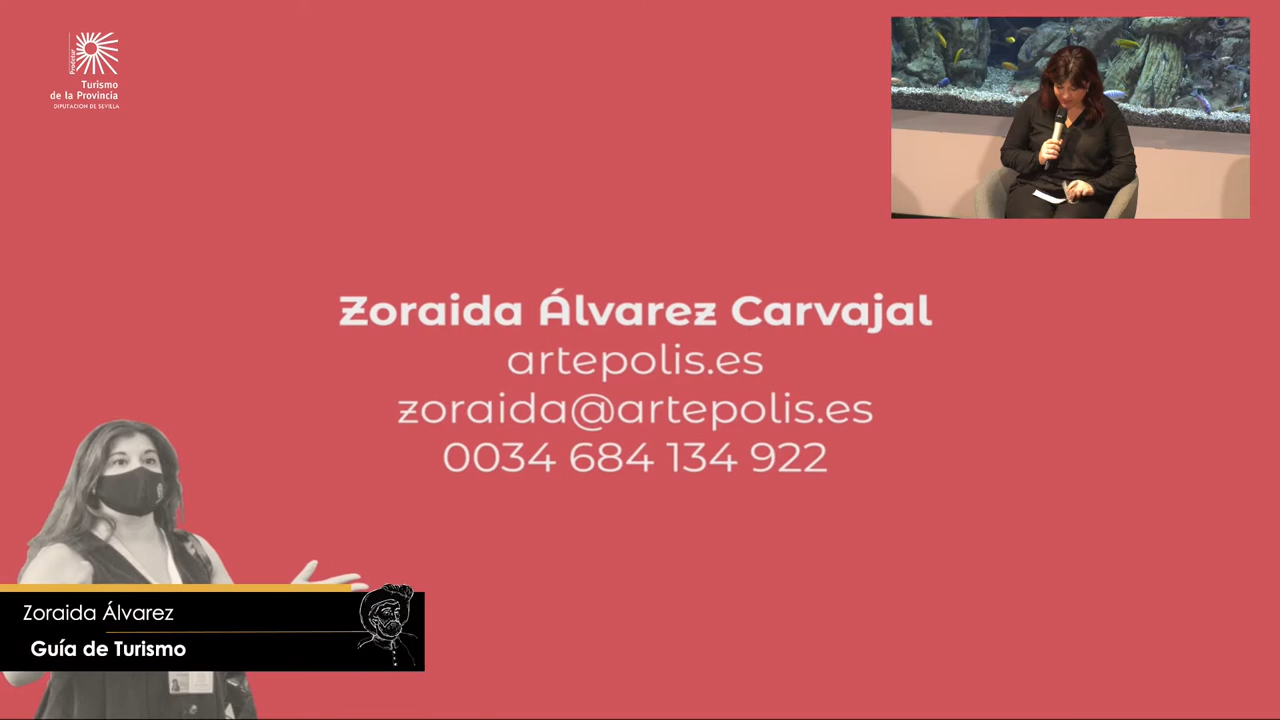 Prodetur
Turismo
de la Provincia
DIPUTACIÓN DE SEVILLA
Zoraida Álvarez Carvajal
artepolis.es
zoraida@artepolis.es
0034 684 134 922
Zoraida Álvarez
Guía de Turismo